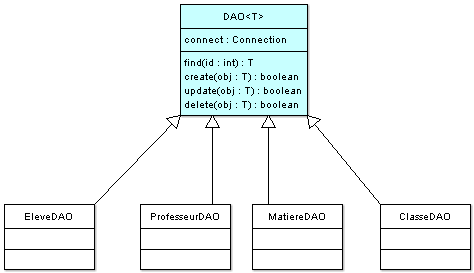 DAO<T>
connect : Connection
find(id : int) : T
create(obj : T) : boolean
update(obj : T) : boolean
delete(obj : T) : boolean
EleveDAO
ProfesseurDAO
MatiereDAO
ClasseDAO